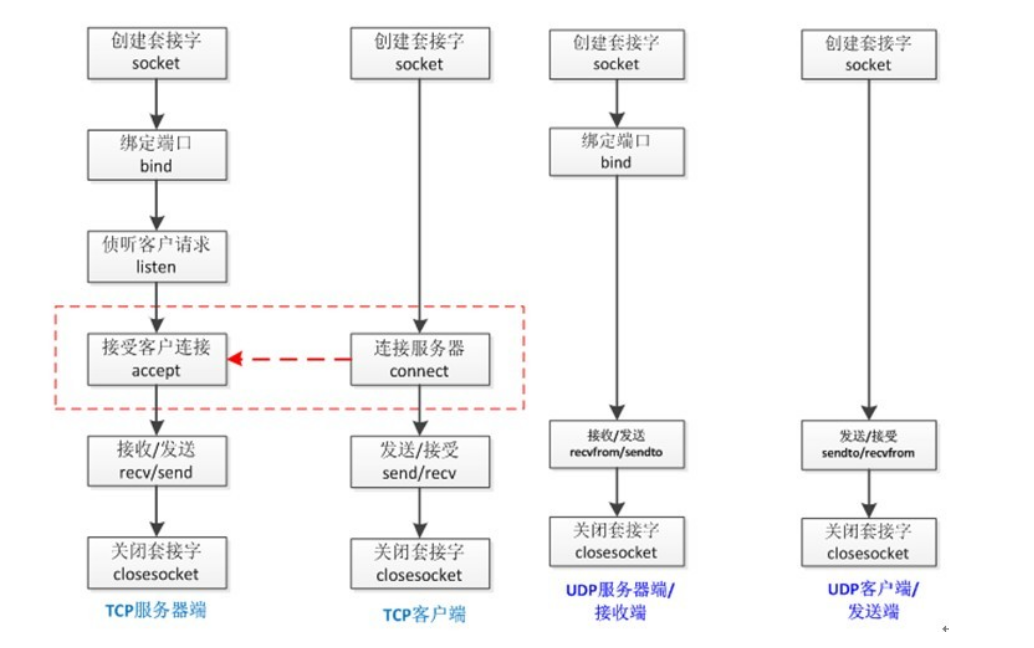 创建套接字
socket
绑定端口
bind
侦听客户请求
listen
接受客户连接
accept
接收/发送
recv/send
关闭套接字
closesocket
TCP服务器端
创建套接字
socket
连接服务器
connect
发送/接受
send/recv
关闭套接字
closesocket
TCP客户端
创建套接字
socket
绑定端口
bind
接收/发送
recvfrom/sendto
关闭套接字
closesocket
UDP服务器端/
接收端
创建套接字
socket
发送/接受
sendto/recvfrom
关闭套接字
closesocket
UDP客户端/
发送端